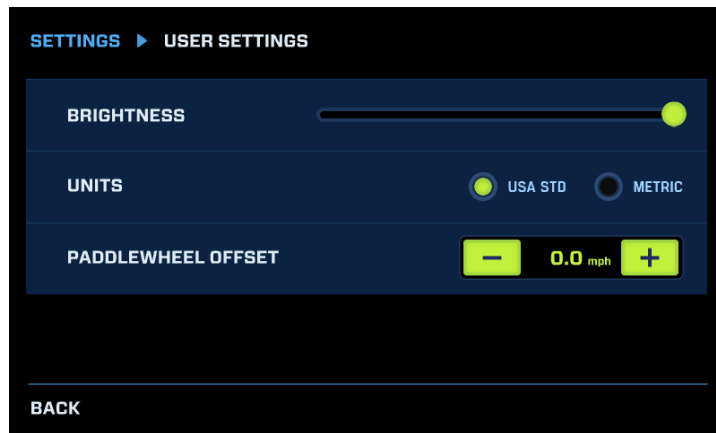 SETTINGS ▶ USER SETTINGS
BRIGHTNESS
UNITS USA STD METRIC
PADDLEWHEEL OFFSET − 0.0 mph +
BACK